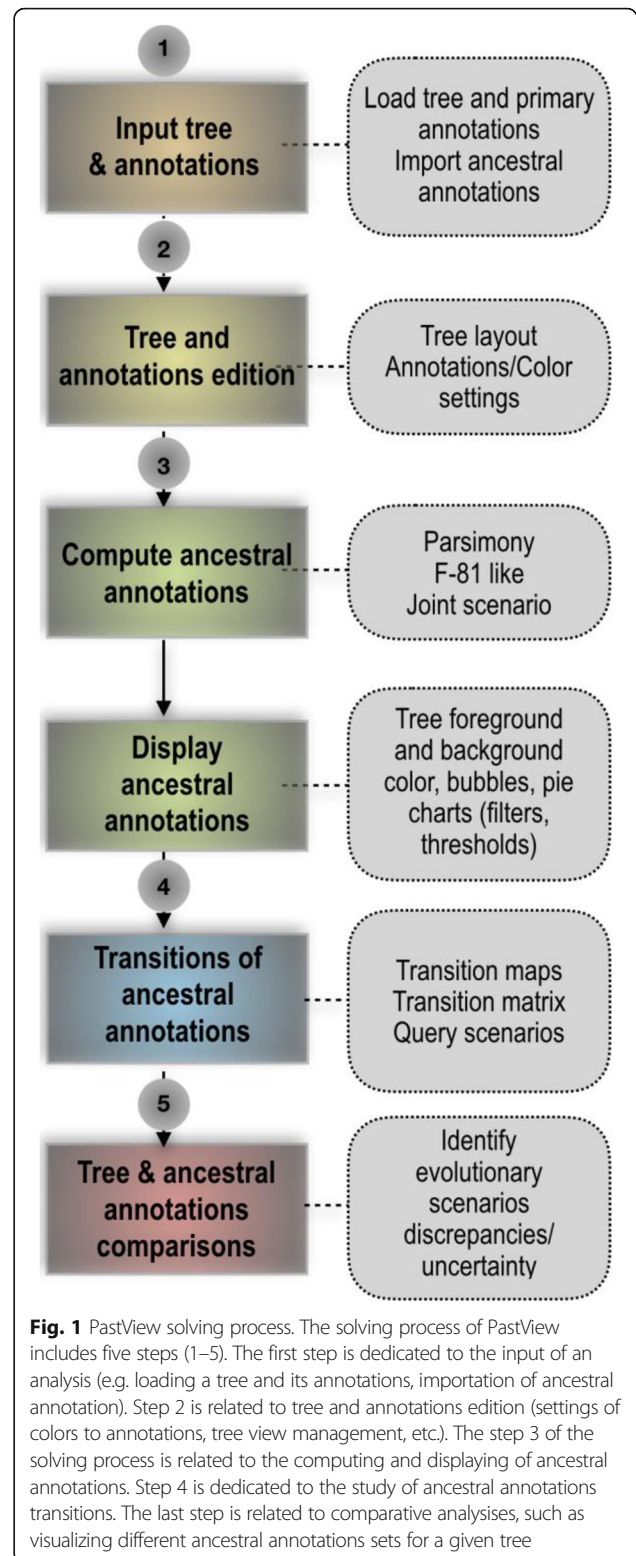 1
Input tree
& annotations
Load tree and primary
annotations
Import ancestral
annotations
2
Tree and
annotations edition
Tree layout
Annotations/Color
settings
3
Compute ancestral
annotations
Parsimony
F-81 like
Joint scenario
Display
ancestral
annotations
Tree foreground
and background
color, bubbles, pie
charts (filters,
thresholds)
4
Transitions of
ancestral
annotations
Transition maps
Transition matrix
Query scenarios
5
Tree & ancestral
annotations
comparisons
Identify
evolutionary
scenarios
discrepancies/
uncertainty
Fig. 1 PastView solving process. The solving process of PastView
includes five steps (1–5). The first step is dedicated to the input of an
analysis (e.g. loading a tree and its annotations, importation of ancestral
annotation). Step 2 is related to tree and annotations edition (settings of
colors to annotations, tree view management, etc.). The step 3 of the
solving process is related to the computing and displaying of ancestral
annotations. Step 4 is dedicated to the study of ancestral annotations
transitions. The last step is related to comparative analysises, such as
visualizing different ancestral annotations sets for a given tree